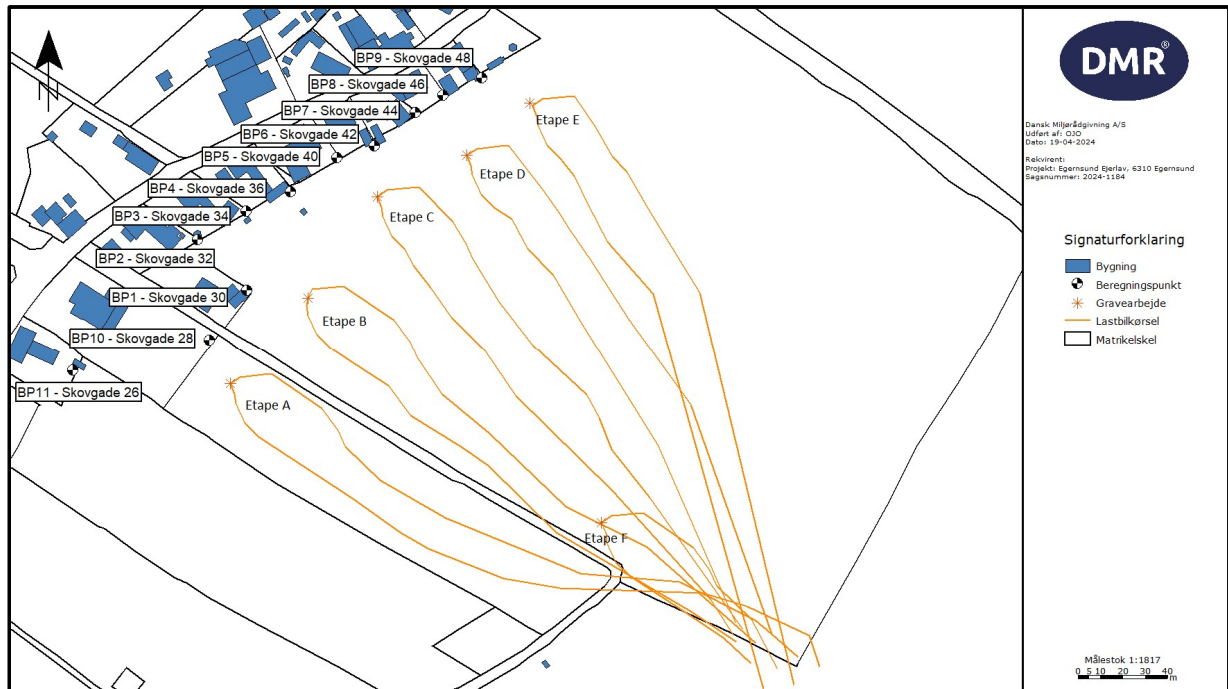 BP9 - Skovgade 48
BP8 - Skovgade 46
BP7 - Skovgade 44
BP6 - Skovgade 42
BP5 - Skovgade 40
BP4 - Skovgade 36
BP3 - Skovgade 34
BP2 - Skovgade 32
BP1 - Skovgade 30
BP10 - Skovgade 28
BP11 - Skovgade 26
N
Etape E
Etape D
Etape C
Etape B
Etape A
Etape F
DMR®
Dansk Miljørådgivning A/S
Udført af: OJO
Dato: 19-04-2024
Rekvirent:
Projekt: Egernsund Ejerlav, 6310 Egernsund
Sagsnummer: 2024-1184
Signaturforklaring
Bygning
Beregningspunkt
Gravearbejde
Lastbilkørsel
Matrikelskel
Målestok 1:1817
0 5 10 20 30 40
m